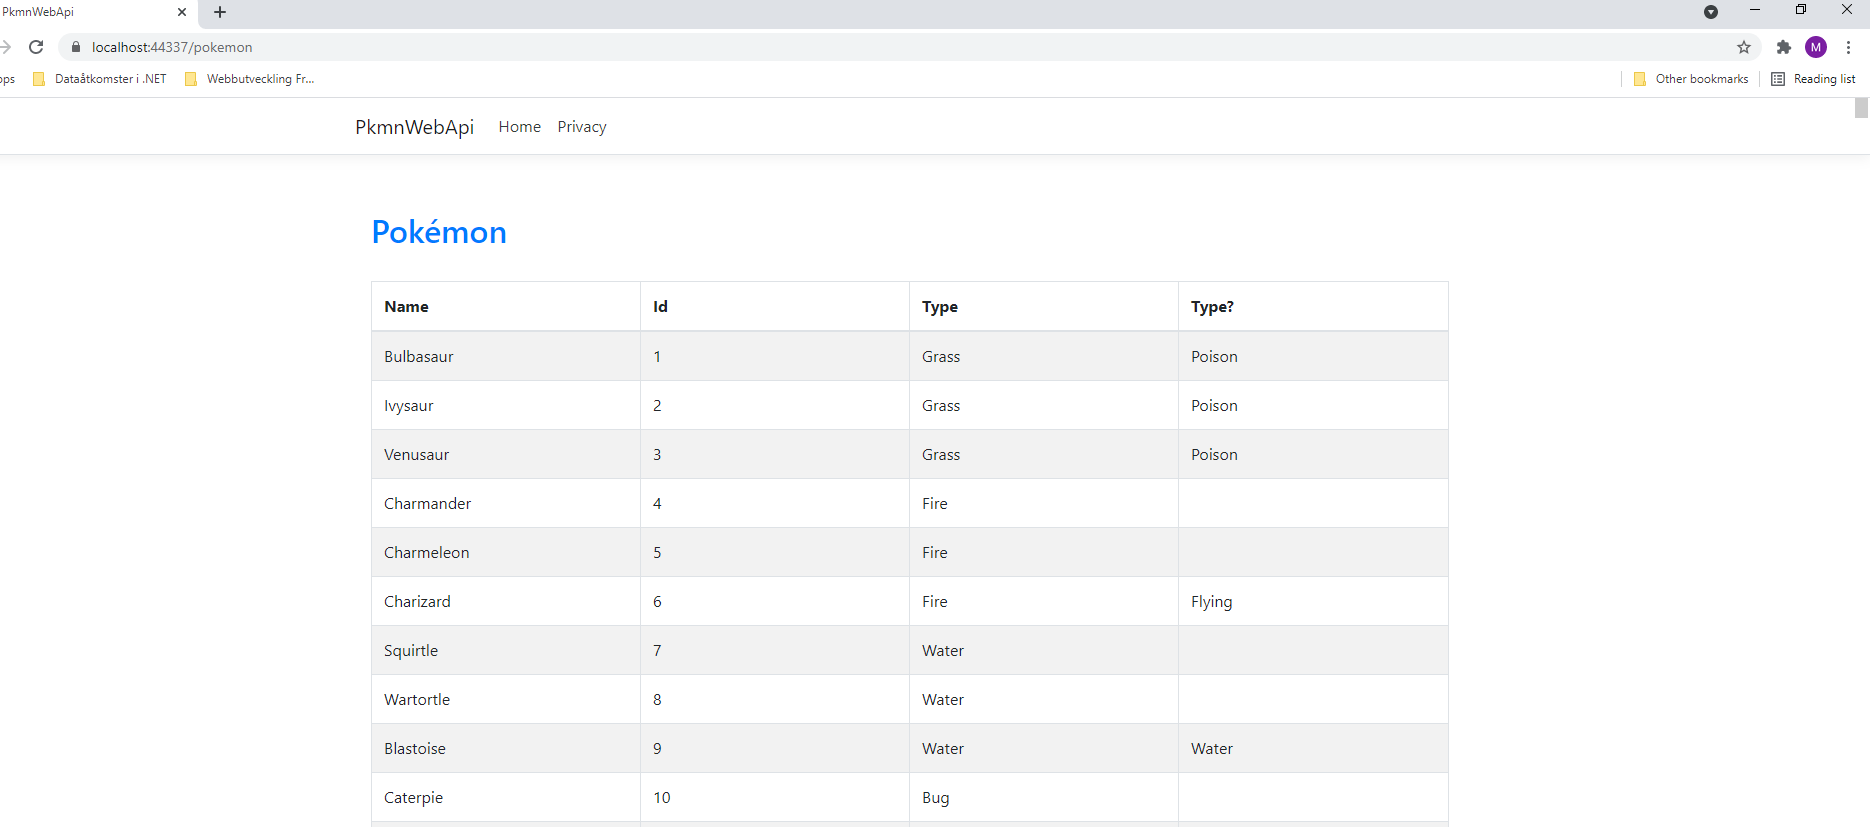 PkmnWebApi
localhost:44337/pokemon
M
ops Dataåtkomster i .NET Webbutveckling Fr... Other bookmarks Reading list
PkmnWebApi Home Privacy
Pokémon
Name Id Type Type?
Bulbasaur 1 Grass Poison
Ivysaur 2 Grass Poison
Venusaur 3 Grass Poison
Charmander 4 Fire
Charmeleon 5 Fire
Charizard 6 Fire Flying
Squirtle 7 Water
Wartortle 8 Water
Blastoise 9 Water Water
Caterpie 10 Bug